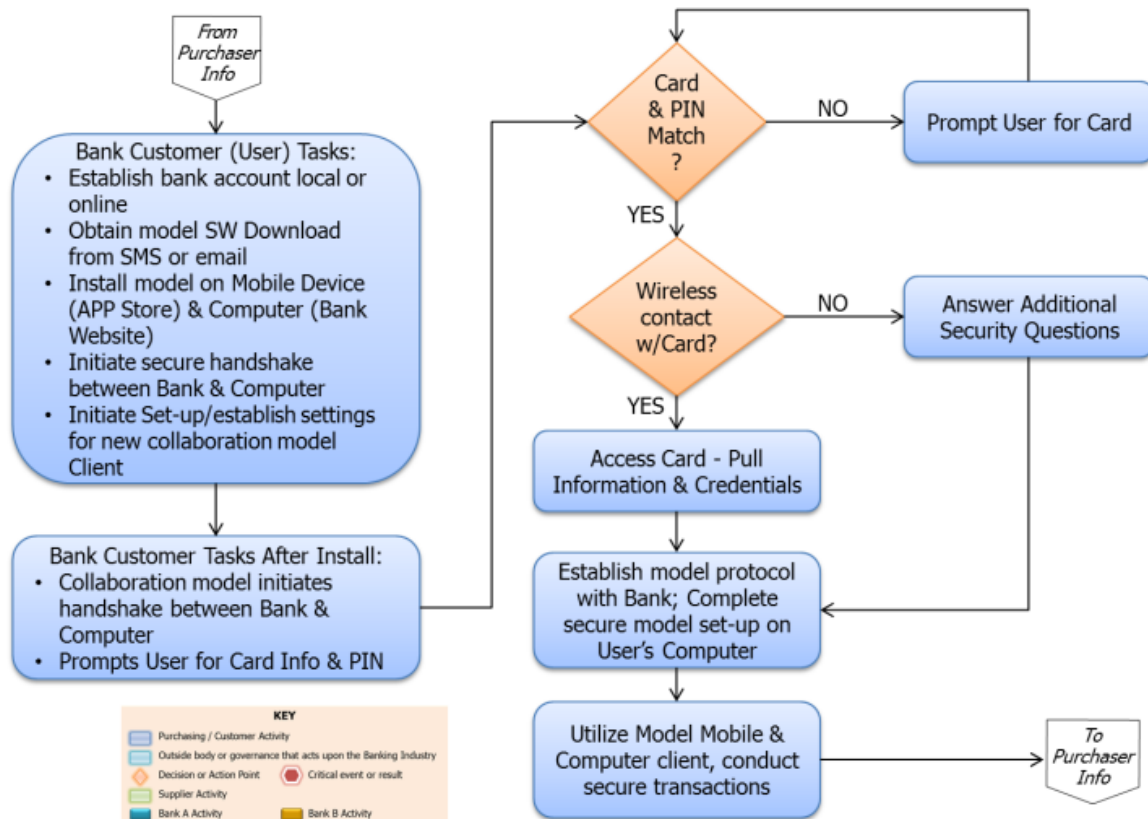 From
Purchaser
Info
Bank Customer (User) Tasks:
• Establish bank account local or
online
• Obtain model SW Download
from SMS or email
• Install model on Mobile Device
(APP Store) & Computer (Bank
Website)
• Initiate secure handshake
between Bank & Computer
• Initiate Set-up/establish settings
for new collaboration model
Client
Bank Customer Tasks After Install:
• Collaboration model initiates
handshake between Bank &
Computer
• Prompts User for Card Info & PIN
Card
& PIN
Match
?
NO
Prompt User for Card
YES
Wireless
contact
w/Card?
NO
Answer Additional
Security Questions
YES
Access Card - Pull
Information & Credentials
Establish model protocol
with Bank; Complete
secure model set-up on
User's Computer
Utilize Model Mobile &
Computer client, conduct
secure transactions
To
Purchaser
Info
KEY
Purchasing / Customer Activity
Outside body or governance that acts upon the Banking Industry
Decision or Action Point
Critical event or result
Supplier Activity
Bank A Activity
Bank B Activity